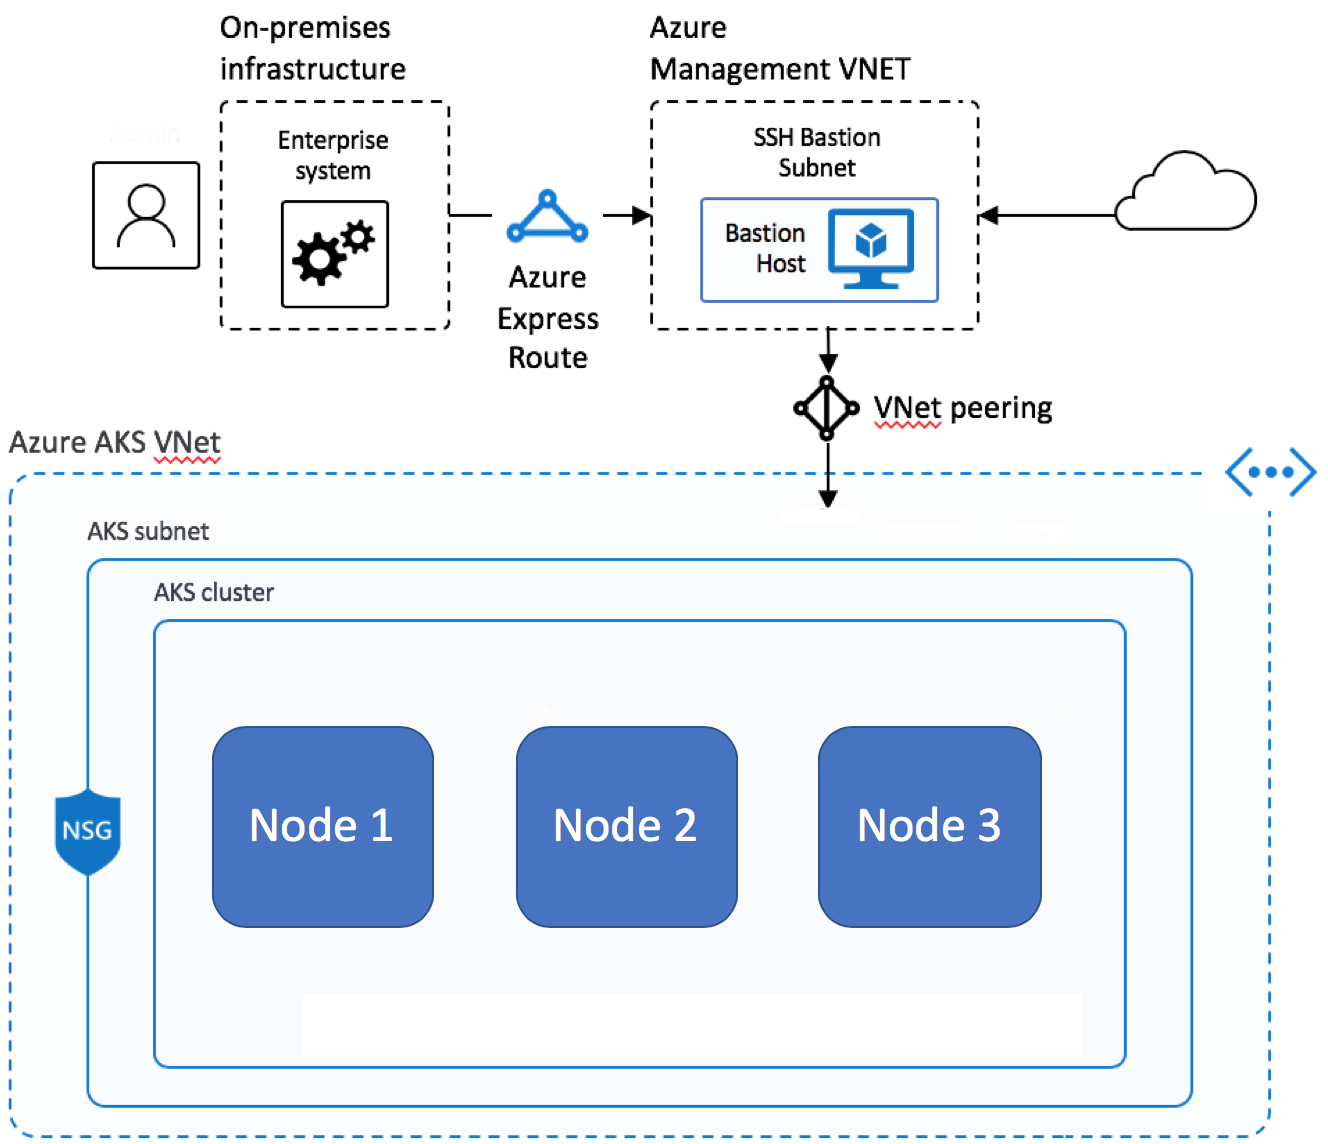 On-premises
infrastructure
Azure
Management VNET
Enterprise
system
SSH Bastion
Subnet
Bastion
Host
Azure
Express
Route
VNet peering
Azure AKS VNet
AKS subnet
AKS cluster
Node 1
Node 2
Node 3
NSG